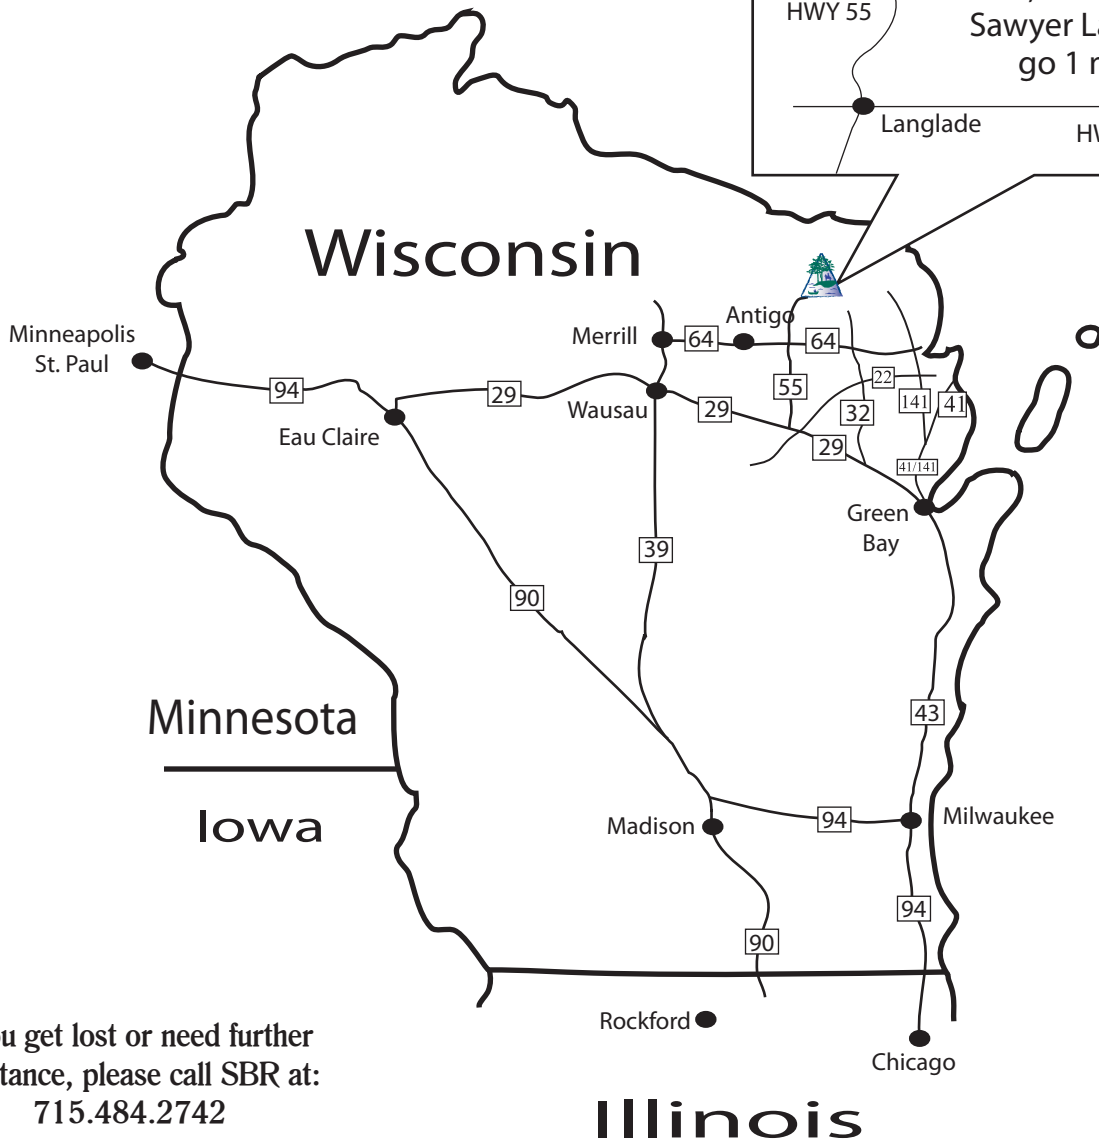 HWY 55
Sawyer
go 1
Langlade
Wisconsin
Minneapolis
St. Paul
Merrill
64
Antigo
64
94
29
Eau Claire
Wausau
29
55
32
22
141
41
29
41/141
Green
Bay
39
90
Minnesota
43
Iowa
Madison
94
Milwaukee
94
90
Rockford
Chicago
get lost or need further
please call SBR at:
715.484.2742
Illinois